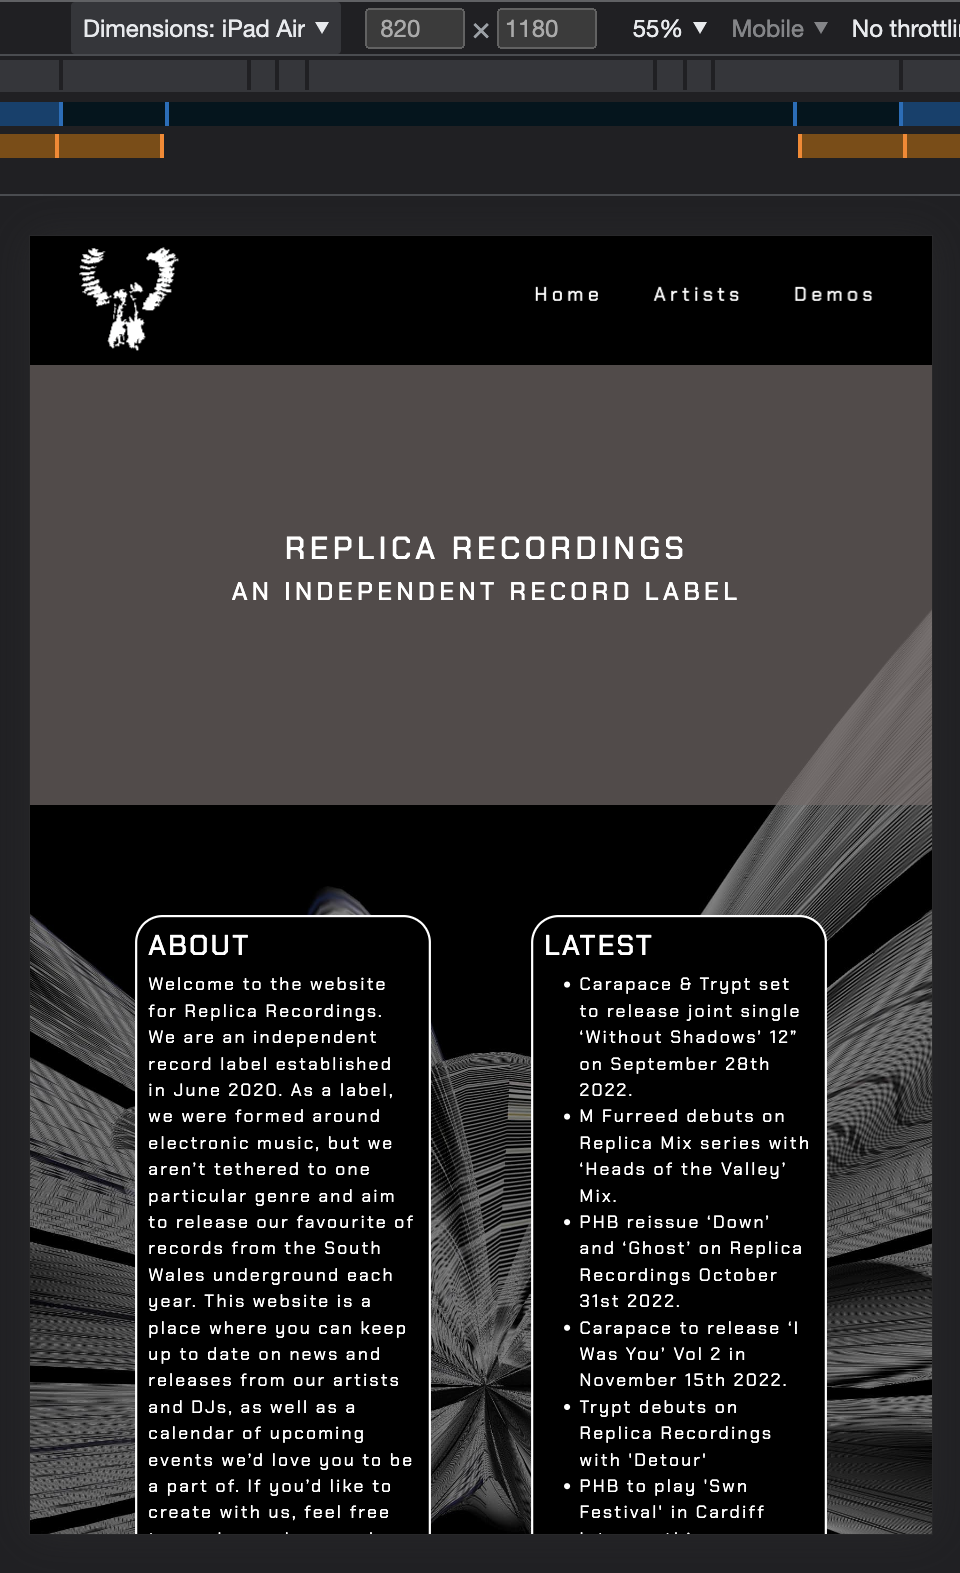 Dimensions: iPad Air ▼ 820 × 1180 55% ▼ Mobile ▼ No throttli
Home Artists Demos
REPLICA RECORDINGS
AN INDEPENDENT RECORD LABEL
ABOUT
Welcome to the website
for Replica Recordings.
We are an independent
record label established
in June 2020. As a label,
we were formed around
electronic music, but we
aren’t tethered to one
particular genre and aim
to release our favourite of
records from the South
Wales underground each
year. This website is a
place where you can keep
up to date on news and
releases from our artists
and DJs, as well as a
calendar of upcoming
events we’d love you to be
a part of. If you’d like to
create with us, feel free
LATEST
• Carapace & Trypt set
to release joint single
‘Without Shadows’ 12”
on September 28th
2022.
• M Furreed debuts on
Replica Mix series with
‘Heads of the Valley’
Mix.
• PHB reissue ‘Down’
and ‘Ghost’ on Replica
Recordings October
31st 2022.
• Carapace to release ‘I
Was You’ Vol 2 in
November 15th 2022.
• Trypt debuts on
Replica Recordings
with 'Detour'
• PHB to play 'Swn
Festival' in Cardiff